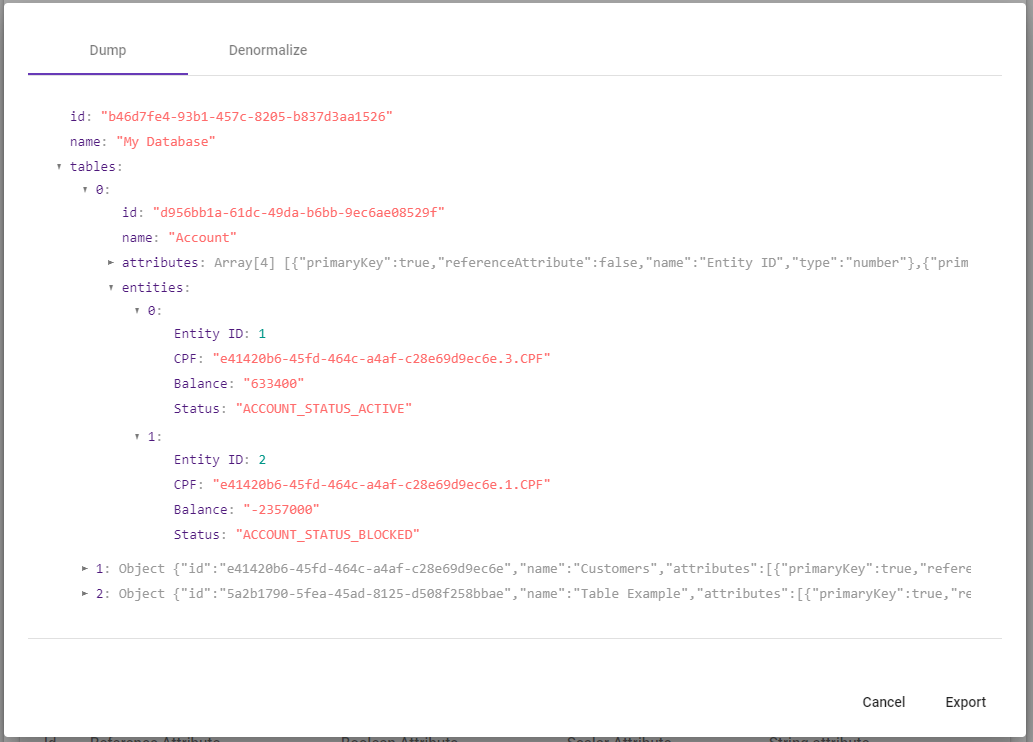 Dump Denormalize
id: "b46d7fe4-93b1-457c-8205-b837d3aa1526"
name: "My Database"
tables:
0:
id: "d956bb1a-61dc-49da-b6bb-9ec6ae08529f"
name: "Account"
attributes: Array[4] [{"primaryKey":true,"referenceAttribute":false,"name":"Entity ID","type":"number"},{"prim
entities:
0:
Entity ID: 1
CPF: "e41420b6-45fd-464c-a4af-c28e69d9ec6e.3.CPF"
Balance: "633400"
Status: "ACCOUNT_STATUS_ACTIVE"
1:
Entity ID: 2
CPF: "e41420b6-45fd-464c-a4af-c28e69d9ec6e.1.CPF"
Balance: "-2357000"
Status: "ACCOUNT_STATUS_BLOCKED"
1: Object {"id":"e41420b6-45fd-464c-a4af-c28e69d9ec6e","name":"Customers","attributes":[{"primaryKey":true,"refere
2: Object {"id":"5a2b1790-5fea-45ad-8125-d508f258bbae","name":"Table Example","attributes":[{"primaryKey":true,"re
Cancel Export
Id Reference Attribute Boolean Attribute Scalar Attribute String attribute